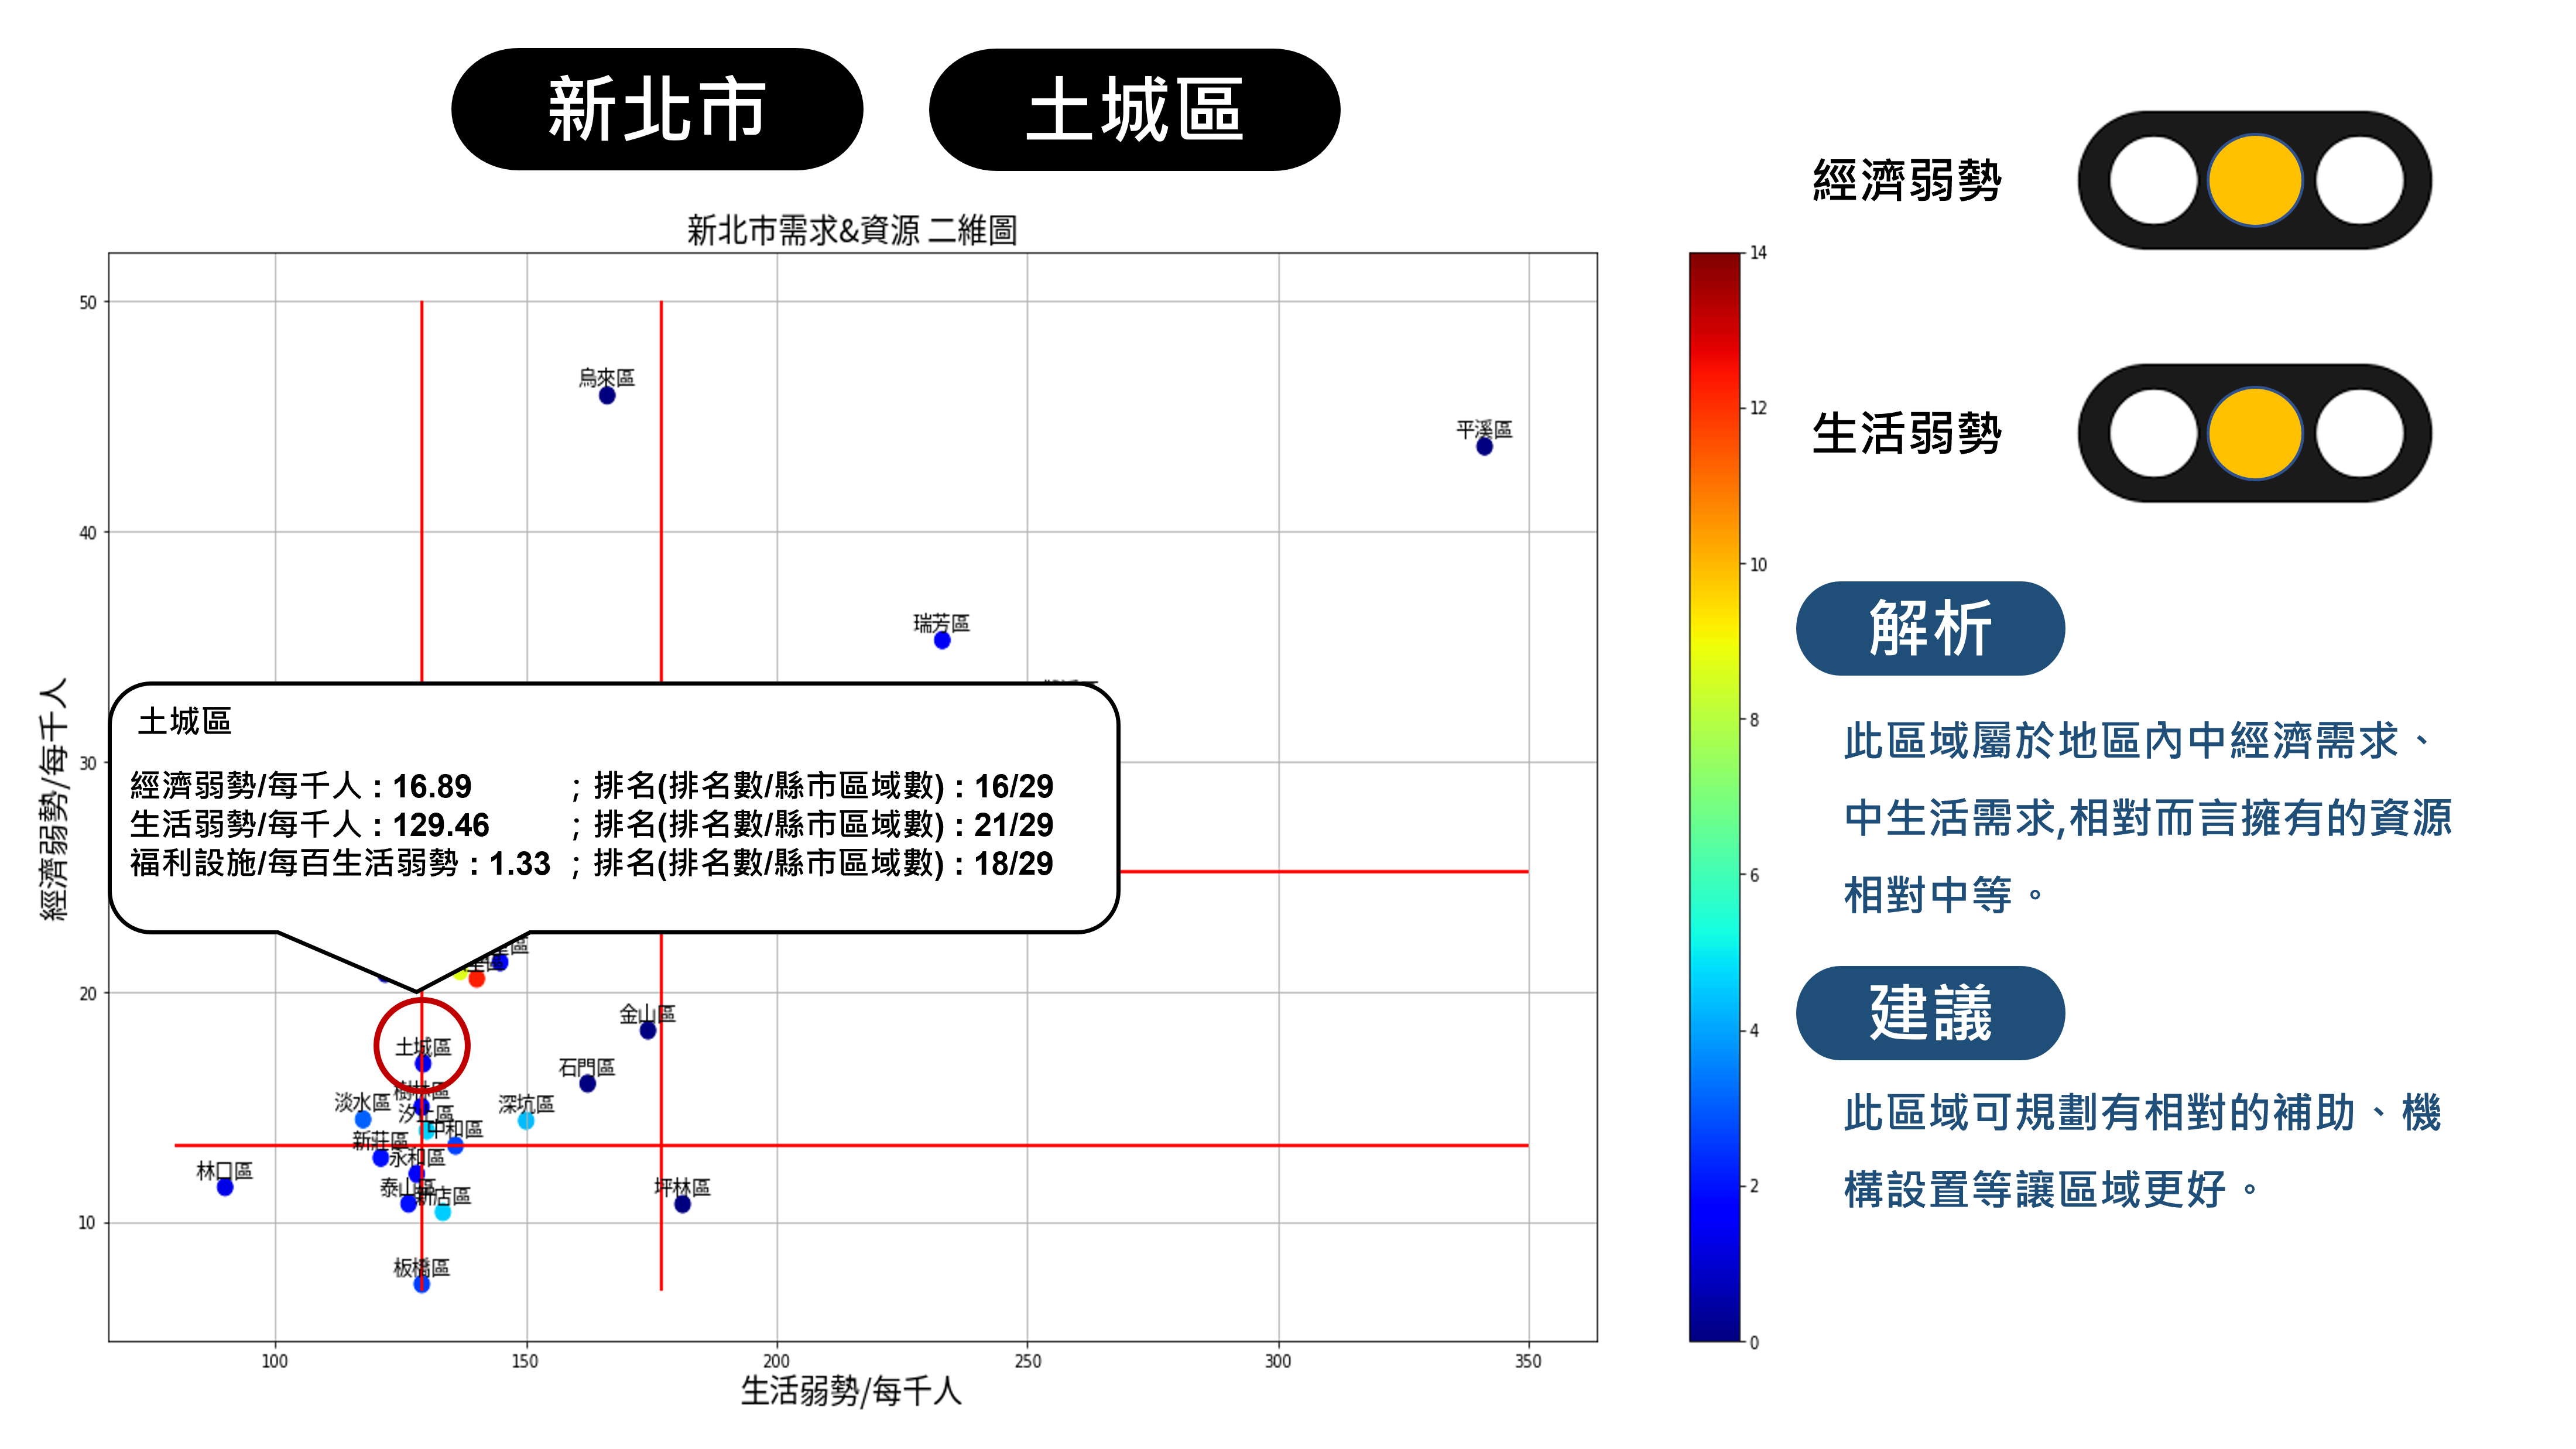 新北市
土城區
新北市需求&資源 二維圖
經濟弱勢/每千人
50
40
30
20
10
烏來區
平溪區
瑞芳區
土城區
經濟弱勢/每千人 : 16.89 ; 排名(排名數/縣市區域數) : 16/29
生活弱勢/每千人 : 129.46 ; 排名(排名數/縣市區域數) : 21/29
福利設施/每百生活弱勢 : 1.33 ; 排名(排名數/縣市區域數) : 18/29
金山區
土城區
石門區
樹林區
淡水區
汐止區
深坑區
中和區
新莊區
永和區
林口區
泰山區
新店區
坪林區
板橋區
100
150
200
250
300
350
生活弱勢/每千人
14
12
10
8
6
4
2
0
經濟弱勢
生活弱勢
解析
此區域屬於地區內中經濟需求、
中生活需求,相對而言擁有的資源
相對中等。
建議
此區域可規劃有相對的補助、機
構設置等讓區域更好。